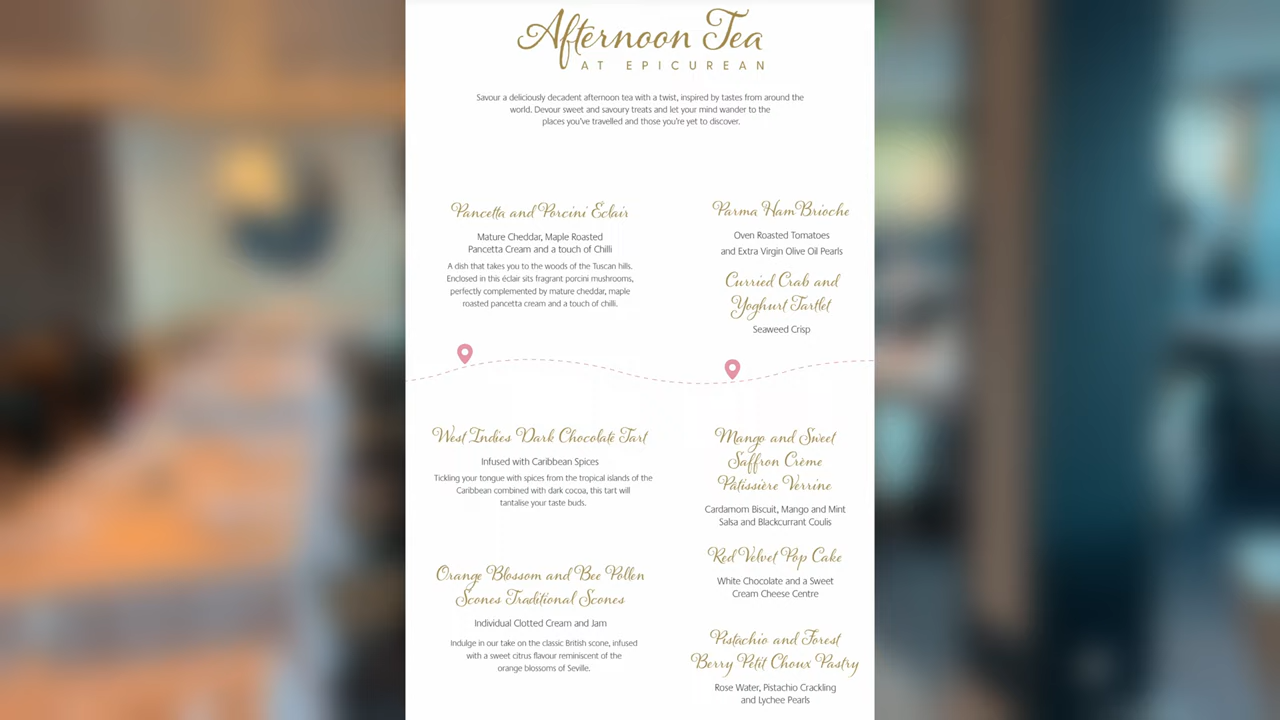 Afternoon Tea
AT EPICUREAN
Savour a deliciously decadent afternoon tea with a twist, inspired by tastes from around the
world. Devour sweet and savoury treats and let your mind wander to the
places you've travelled and those you're yet to discover.
Pancetta and Porcini Eclair
Mature Cheddar, Maple Roasted
Pancetta Cream and a touch of Chilli
A dish that takes you to the woods of the Tuscan hills.
Enclosed in this éclair sits fragrant porcini mushrooms,
perfectly complemented by mature cheddar, maple
roasted pancetta cream and a touch of chilli.
Parma Ham Brioche
Oven Roasted Tomatoes
and Extra Virgin Olive Oil Pearls
Curried Crab and
Yoghurt Tartlet
Seaweed Crisp
West Indies Dark Chocolate Tart
Infused with Caribbean Spices
Tickling your tongue with spices from the tropical islands of the
Caribbean combined with dark cocoa, this tart will
tantalise your taste buds.
Orange Blossom and Bee Pollen
Scones Traditional Scones
Individual Clotted Cream and Jam
Indulge in our take on the classic British scone, infused
with a sweet citrus flavour reminiscent of the
orange blossoms of Seville.
Mango and Sweet
Saffron Crème
Pâtissière Verrine
Cardamom Biscuit, Mango and Mint
Salsa and Blackcurrant Coulis
Red Velvet Pop Cake
White Chocolate and a Sweet
Cream Cheese Centre
Pistachio and Forest
Berry Petit Choux Pastry
Rose Water, Pistachio Crackling
and Lychee Pearls